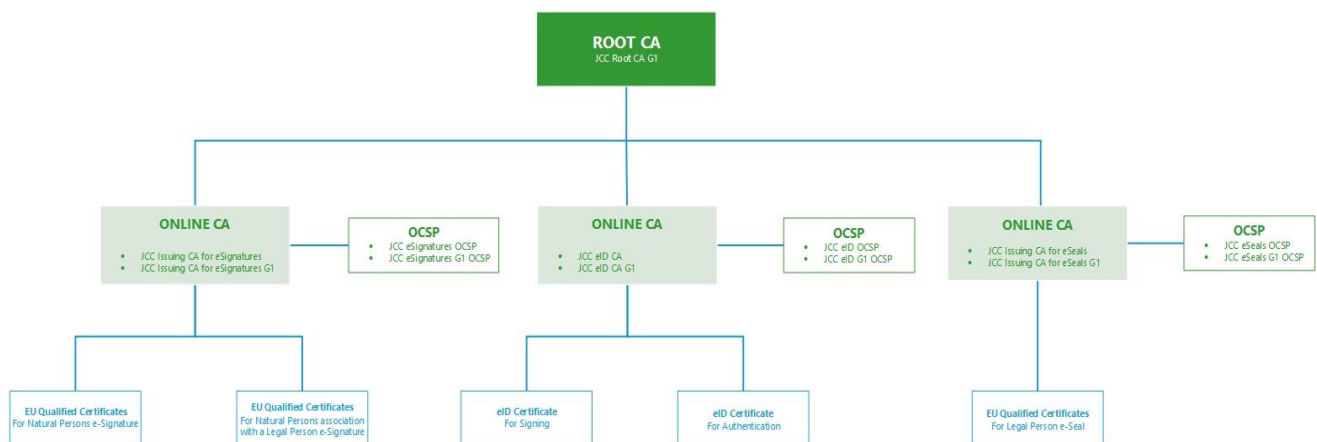 ROOT CA
JCC Root CA G1
ONLINE CA
• JCC Issuing CA for eSignatures
• JCC Issuing CA for eSignatures G1
OCSP
• JCC eSignatures OCSP
• JCC eSignatures G1 OCSP
ONLINE CA
• JCC eID CA
• JCC eID CA G1
OCSP
• JCC eID OCSP
• JCC eID G1 OCSP
ONLINE CA
• JCC Issuing CA for eSeals
• JCC Issuing CA for eSeals G1
OCSP
• JCC eSeals OCSP
• JCC eSeals G1 OCSP
EU Qualified Certificates
For Natural Persons e-Signature
EU Qualified Certificates
For Natural Persons association
with a Legal Person e-Signature
eID Certificate
For Signing
eID Certificate
For Authentication
EU Qualified Certificates
For Legal Person e-Seal